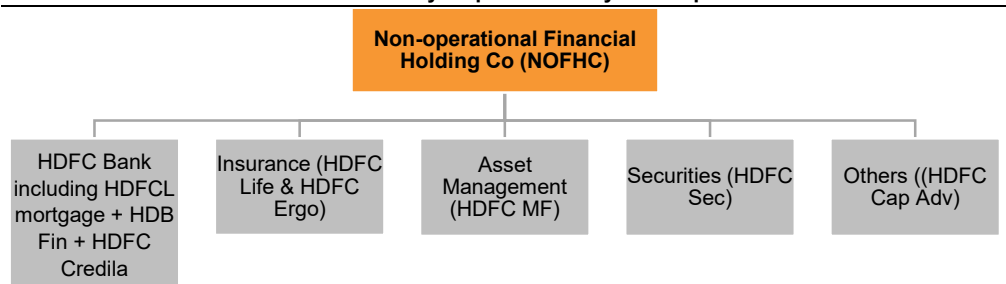 Non-operational Financial
Holding Co (NOFHC)
HDFC Bank
including HDFCL
mortgage + HDB
Fin + HDFC
Credila
Insurance (HDFC
Life & HDFC
Ergo)
Asset
Management
(HDFC MF)
Securities (HDFC
Sec)
Others ((HDFC
Cap Adv)